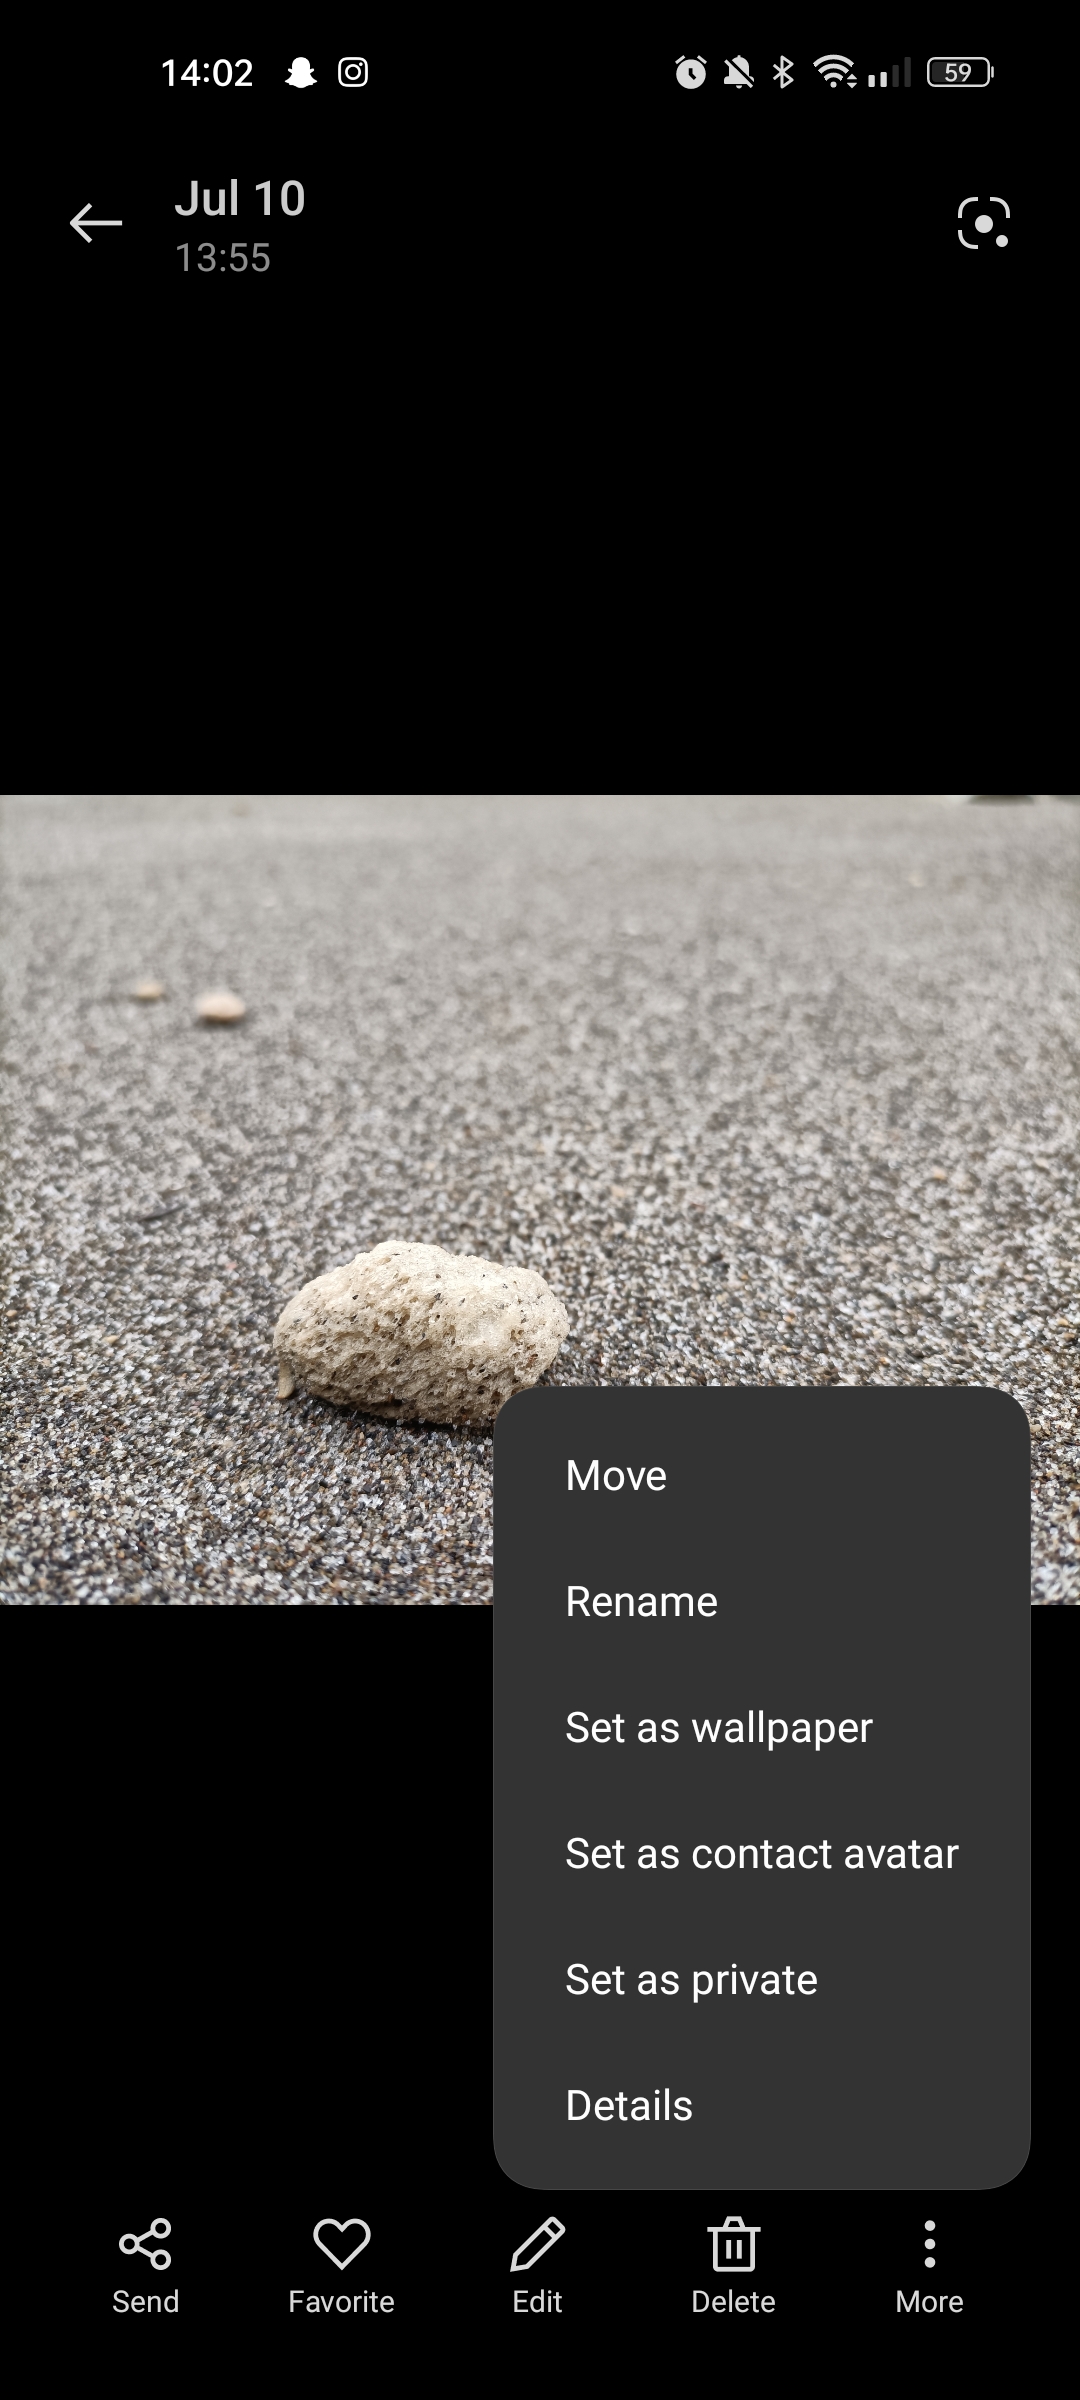 14:02
59
Jul 10
13:55
Move
Rename
Set as wallpaper
Set as contact avatar
Set as private
Details
Send Favorite Edit Delete More